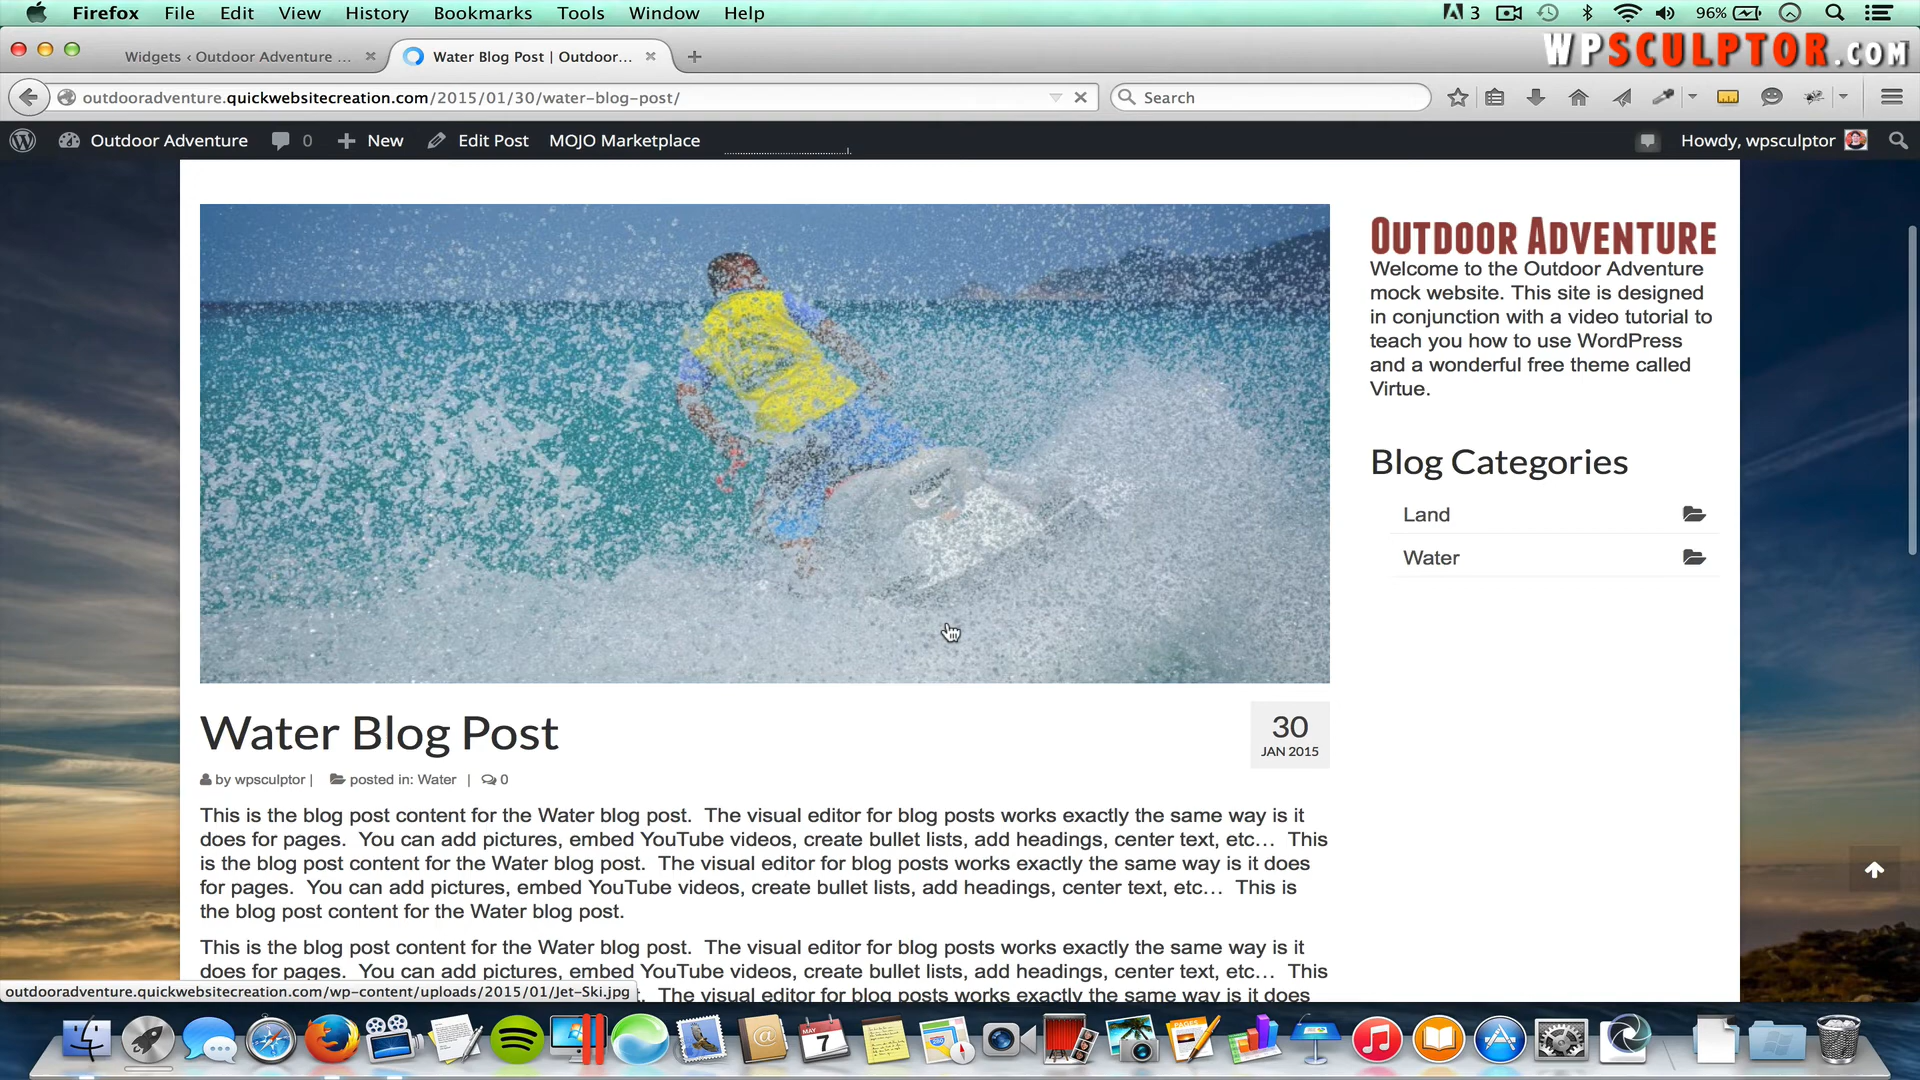 Firefox File Edit View History Bookmarks Tools Window Help 3 96%
Widgets ‹ Outdoor Adventure ... Water Blog Post | Outdoor...
WPSCULPTOR.COM
outdooradventure.quickwebsitecreation.com/2015/01/30/water-blog-post/ Search
Outdoor Adventure 0 New Edit Post MOJO Marketplace Howdy, wpsculptor
OUTDOOR ADVENTURE
Welcome to the Outdoor Adventure
mock website. This site is designed
in conjunction with a video tutorial to
teach you how to use WordPress
and a wonderful free theme called
Virtue.
Blog Categories
Land
Water
Water Blog Post
30
JAN 2015
by wpsculptor | posted in: Water | 0
This is the blog post content for the Water blog post. The visual editor for blog posts works exactly the same way is it
does for pages. You can add pictures, embed YouTube videos, create bullet lists, add headings, center text, etc… This
is the blog post content for the Water blog post. The visual editor for blog posts works exactly the same way is it does
for pages. You can add pictures, embed YouTube videos, create bullet lists, add headings, center text, etc… This is
the blog post content for the Water blog post.
This is the blog post content for the Water blog post. The visual editor for blog posts works exactly the same way is it
does for pages. You can add pictures, embed YouTube videos, create bullet lists, add headings, center text, etc… This
The visual editor for blog posts works exactly the same way is it does
outdooradventure.quickwebsitecreation.com/wp-content/uploads/2015/01/Jet-Ski.jpg
MAY
7
PAGES